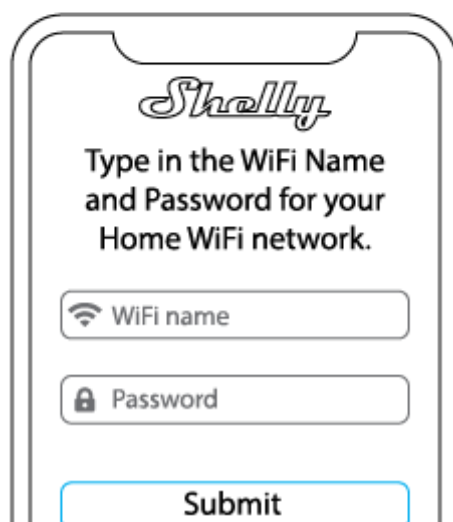 Shelly
Type in the WiFi Name
and Password for your
Home WiFi network.
WiFi name
Password
Submit